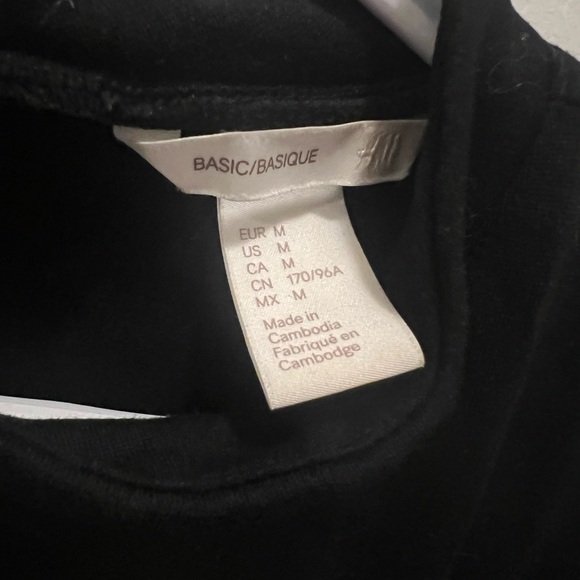 BASIC/BASIQUE
H&M
EUR M
US M
CA M
CN 170/96A
MX M
Made in
Cambodia
Fabriqué en
Cambodge